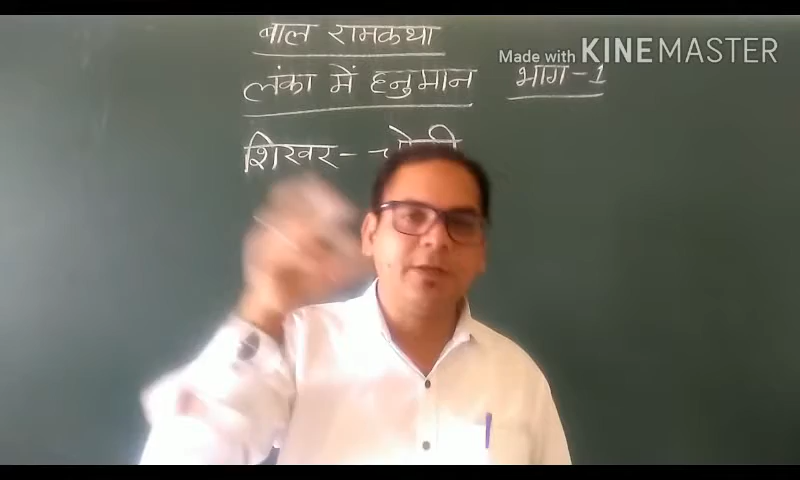 बाल रामकथा
Made with KINEMASTER
लंका में हनुमान भाग-1
शिखर- चोटी